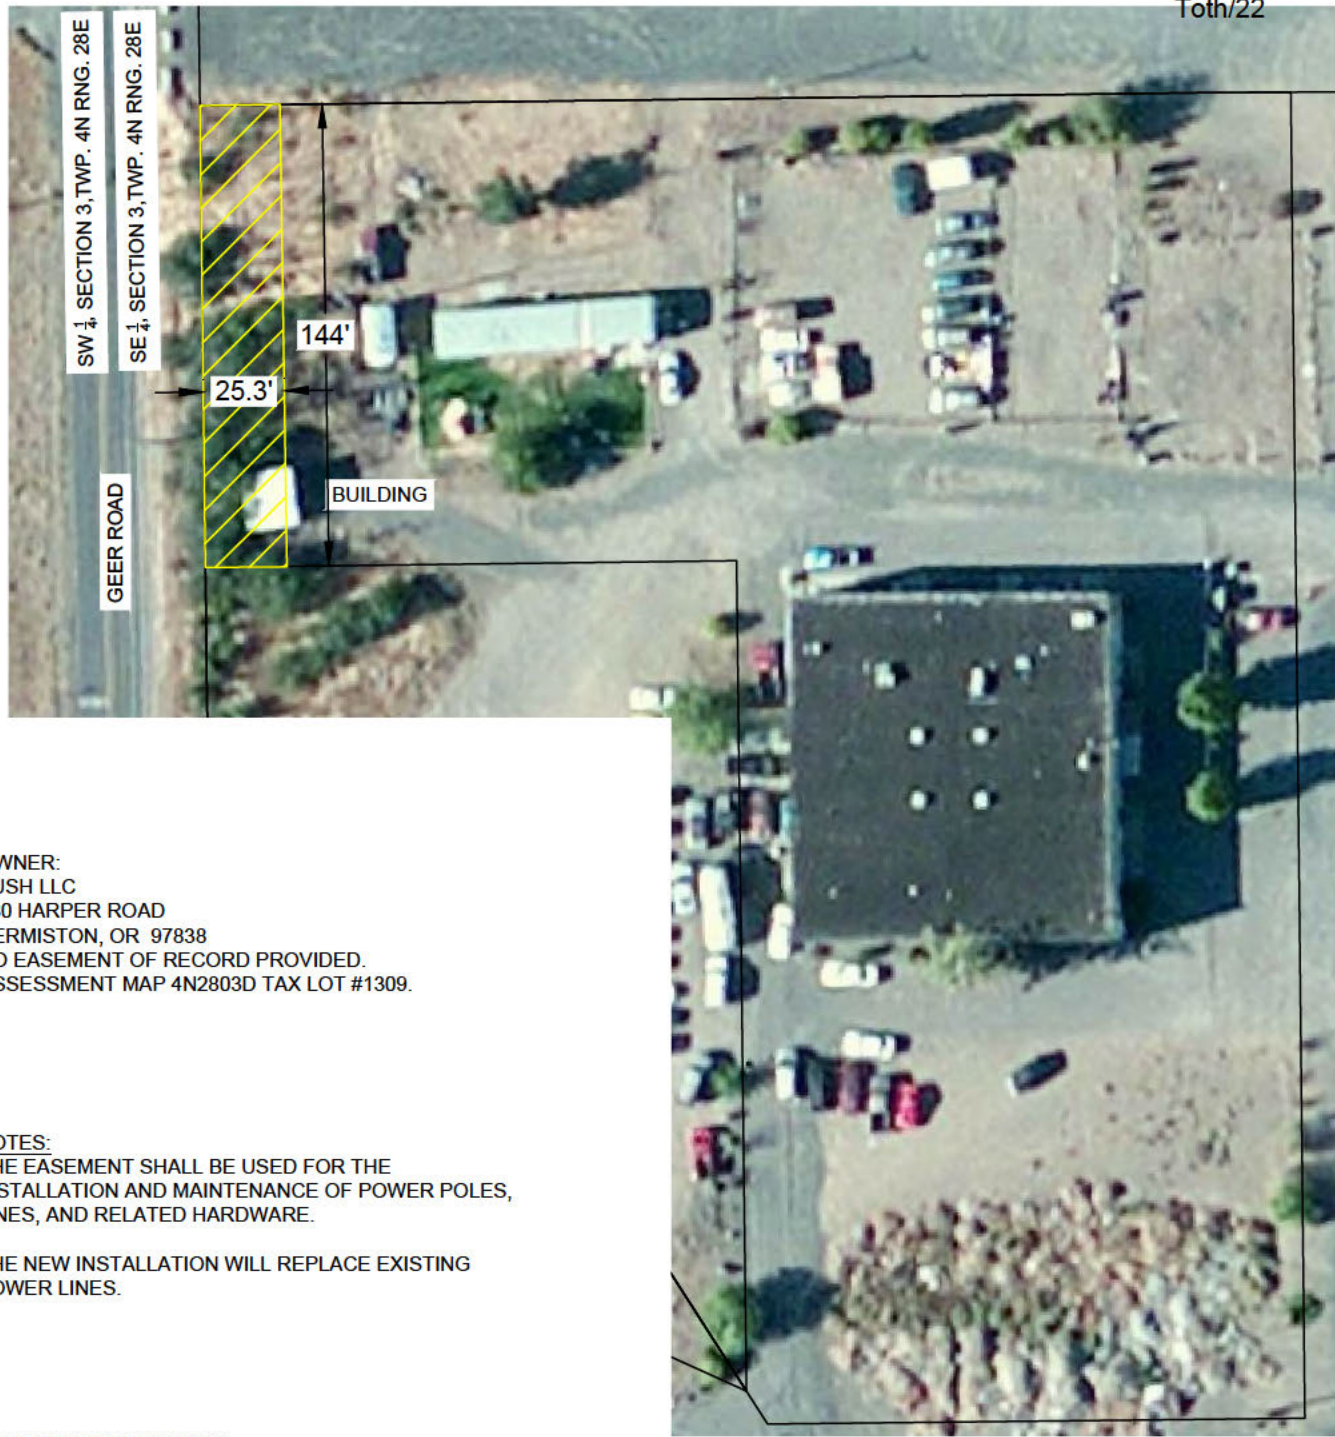 Toth/22
SW 1/4, SECTION 3,TWP. 4N RNG. 28E
SE 1/4, SECTION 3,TWP. 4N RNG. 28E
144'
25.3'
BUILDING
GEER ROAD
WNER:
USH LLC
0 HARPER ROAD
ERMISTON, OR 97838
O EASEMENT OF RECORD PROVIDED.
SSESSMENT MAP 4N2803D TAX LOT #1309.
OTES:
HE EASEMENT SHALL BE USED FOR THE
STALLATION AND MAINTENANCE OF POWER POLES,
NES, AND RELATED HARDWARE.
HE NEW INSTALLATION WILL REPLACE EXISTING
OWER LINES.